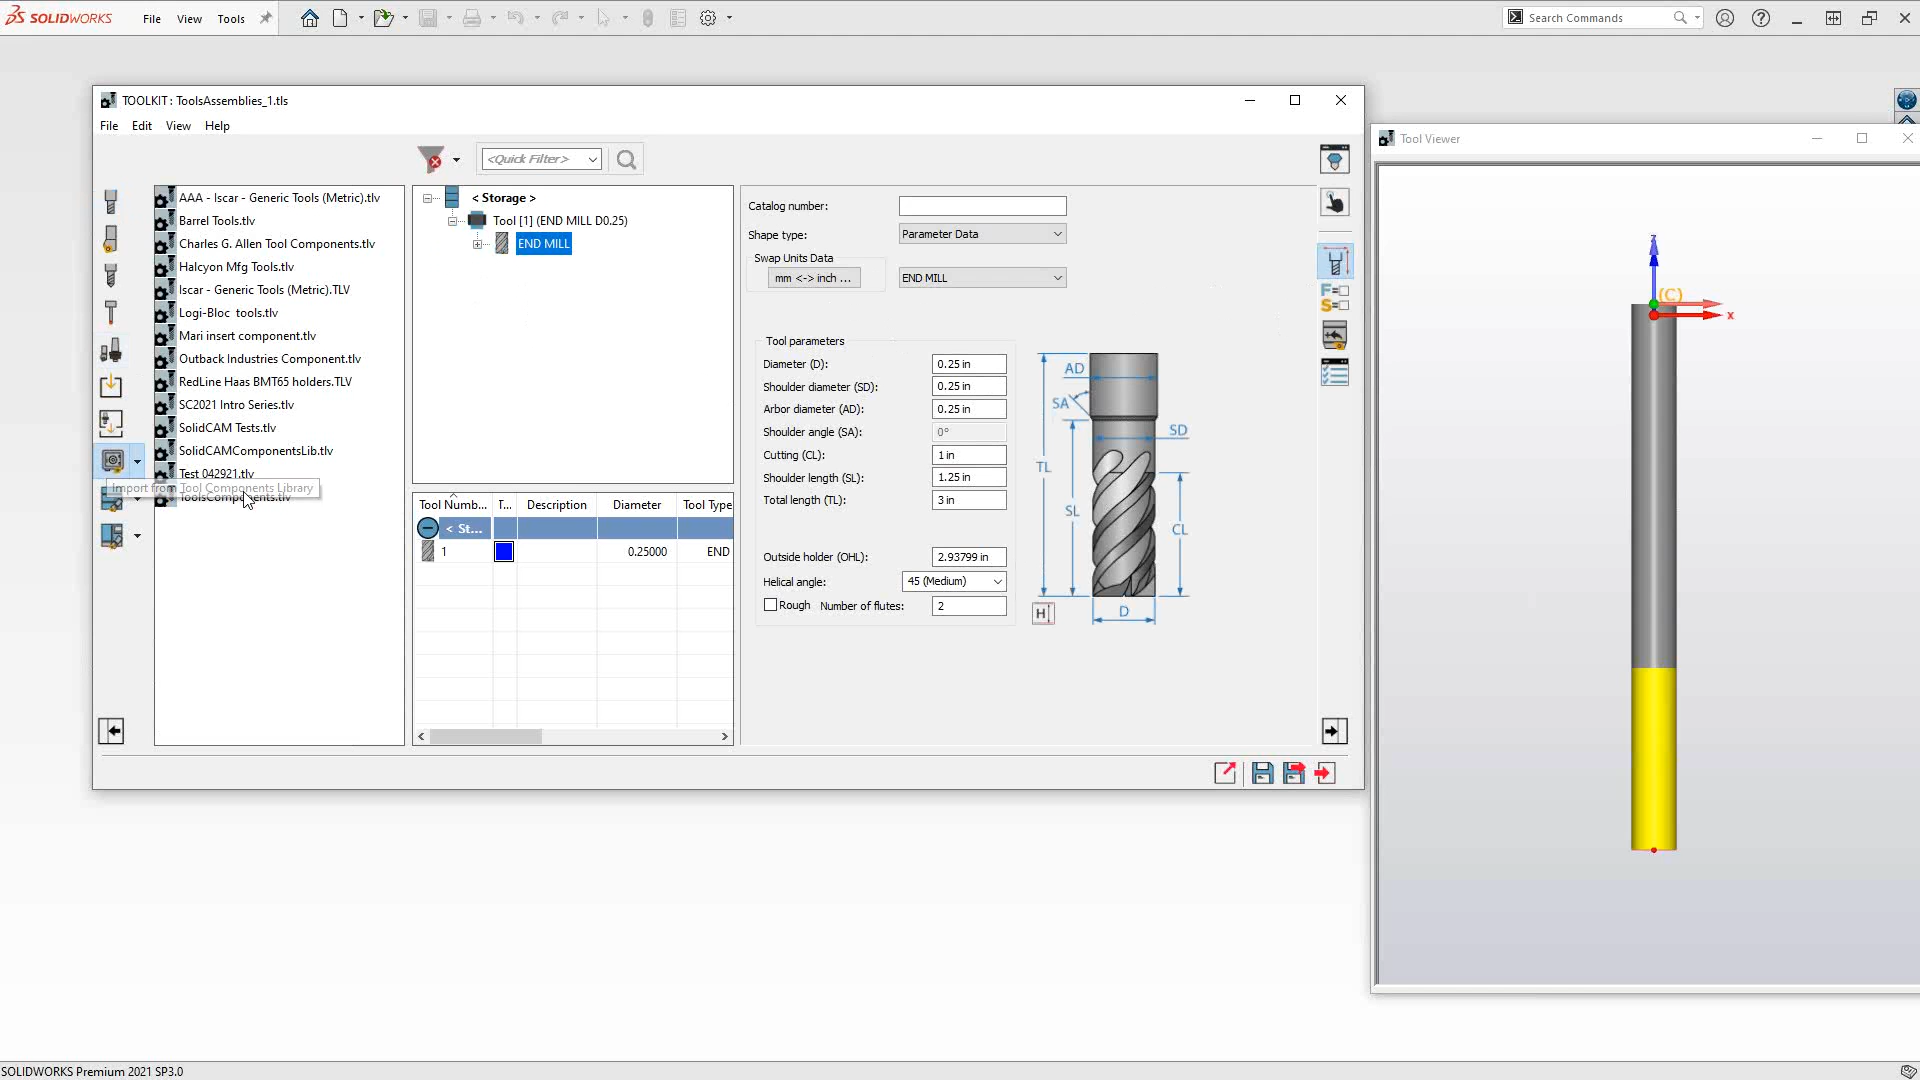 SOLIDWORKS File View Tools Search Commands
TOOLKIT : ToolsAssemblies_1.tls
File Edit View Help
Tool Viewer
<Quick Filter>
AAA - Iscar - Generic Tools (Metric).tlv
Barrel Tools.tlv
Charles G. Allen Tool Components.tlv
Halcyon Mfg Tools.tlv
Iscar - Generic Tools (Metric).TLV
Logi-Bloc tools.tlv
Mari insert component.tlv
Outback Industries Component.tlv
RedLine Haas BMT65 holders.TLV
SC2021 Intro Series.tlv
SolidCAM Tests.tlv
SolidCAMComponentsLib.tlv
Test 042921.tlv
Import from Tool Components Library
ToolsComponents.tlv
< Storage >
Tool [1] (END MILL D0.25)
END MILL
Tool Numb... T... Description Diameter Tool Type
< St...
1 0.25000 END
Catalog number:
Shape type: Parameter Data
Swap Units Data
mm <-> inch ... END MILL
Tool parameters
Diameter (D): 0.25 in
Shoulder diameter (SD): 0.25 in
Arbor diameter (AD): 0.25 in
Shoulder angle (SA): 0°
Cutting (CL): 1 in
Shoulder length (SL): 1.25 in
Total length (TL): 3 in
Outside holder (OHL): 2.93799 in
Helical angle: 45 (Medium)
Rough Number of flutes: 2
AD
SA
SD
TL
SL
CL
H
D
F=
S=
z
(C)
x
SOLIDWORKS Premium 2021 SP3.0